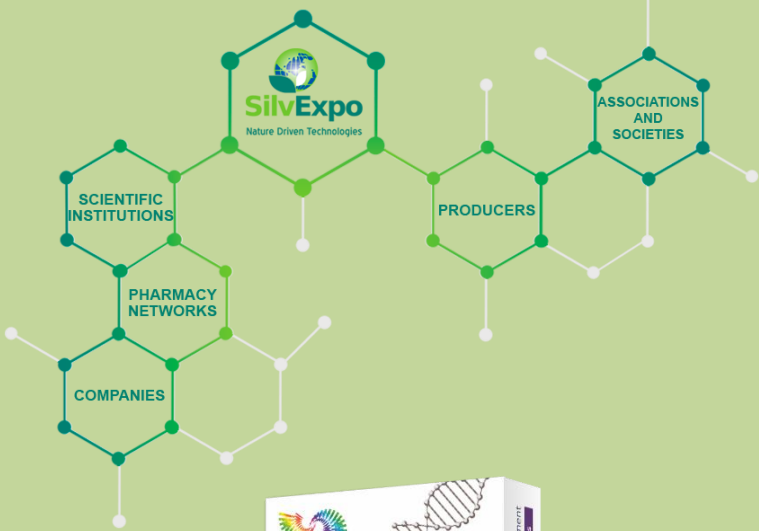 SilvExpo
Nature Driven Technologies
ASSOCIATIONS
AND
SOCIETIES
SCIENTIFIC
INSTITUTIONS
PRODUCERS
PHARMACY
NETWORKS
COMPANIES